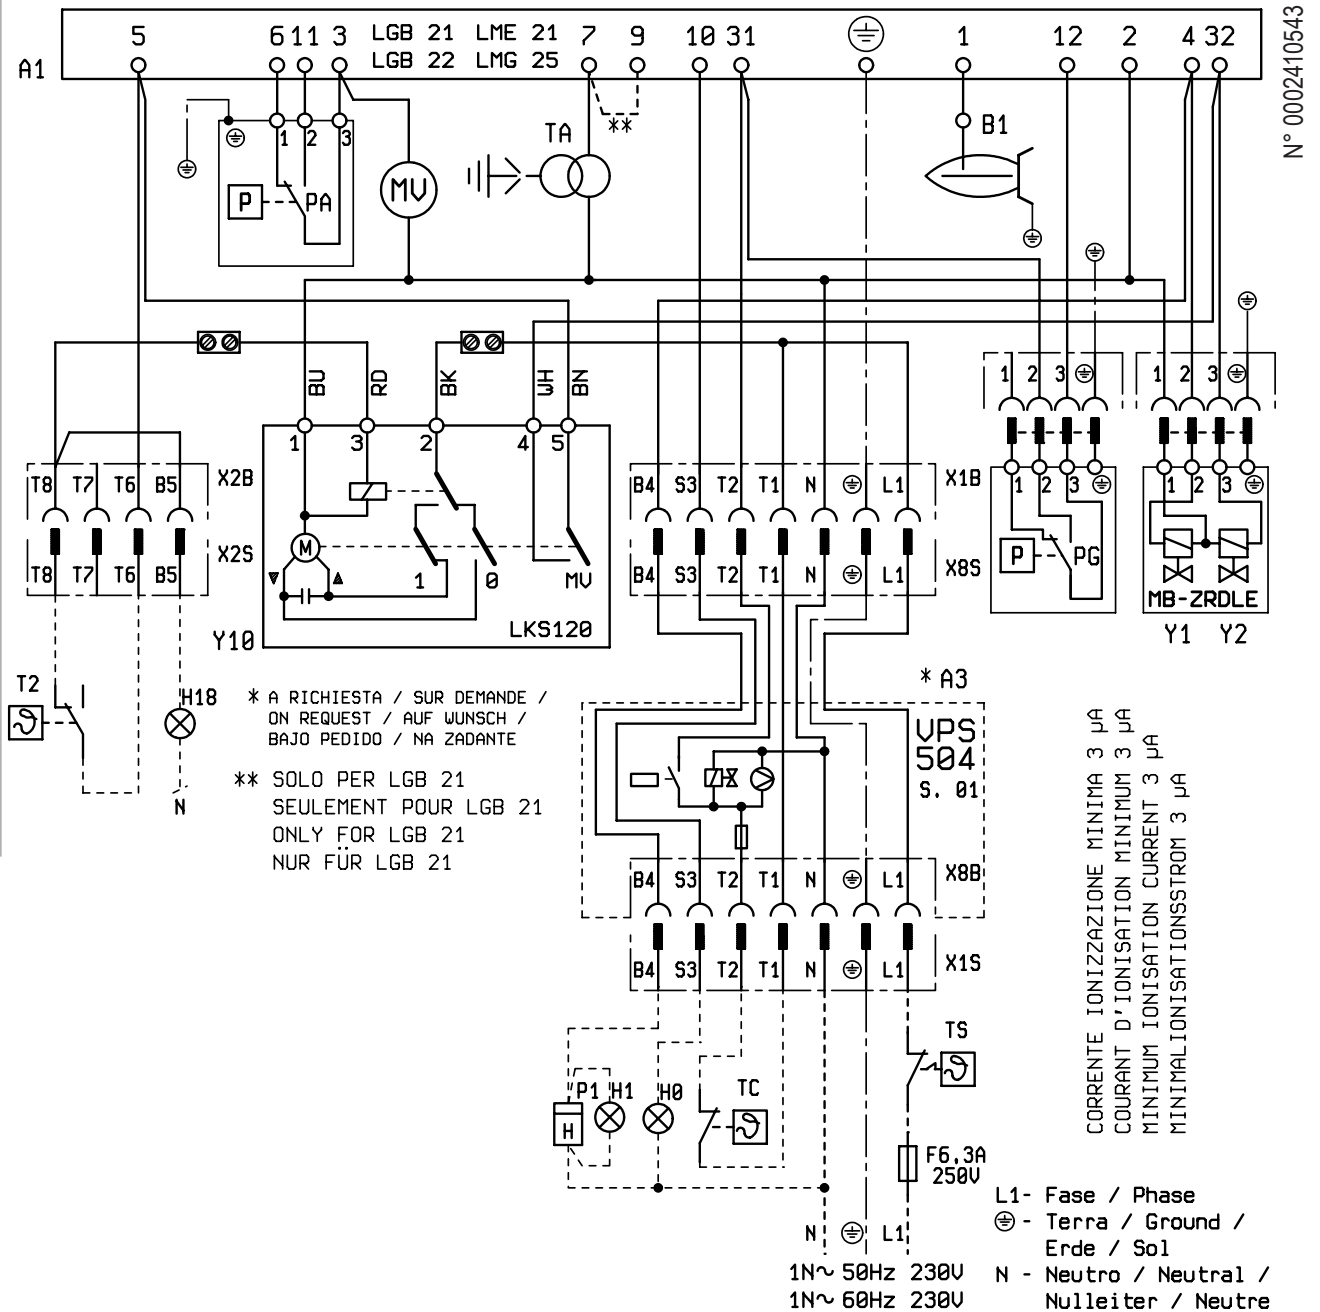 5 6 11 3 LGB 21 LME 21 7 9 10 31 1 12 2 4 32
LGB 22 LMG 25
A1
N° 0002410543
**
TA
B1
1 2 3
P PA
MV
BU RD BK WH BN
1 2 3
1 2 3
1 3 2 4 5
X2B
T8 T7 T6 B5
X2S
T8 T7 T6 B5
M
1 0 MV
LKS120
Y10
B4 S3 T2 T1 N L1
X1B
B4 S3 T2 T1 N L1
X8S
1 2 3
P PG
1 2 3
MB-ZRDLE
Y1 Y2
T2
H18
N
* A RICHIESTA / SUR DEMANDE /
ON REQUEST / AUF WUNSCH /
BAJO PEDIDO / NA ZADANTE
** SOLO PER LGB 21
SEULEMENT POUR LGB 21
ONLY FOR LGB 21
NUR FÜR LGB 21
* A3
VPS
504
S. 01
B4 S3 T2 T1 N L1
X8B
B4 S3 T2 T1 N L1
X1S
CORRENTE IONIZZAZIONE MINIMA 3 µA
COURANT D'IONISATION MINIMUM 3 µA
MINIMUM IONISATION CURRENT 3 µA
MINIMALIONISATIONSSTROM 3 µA
TS
P1 H1 H0 TC
H
F6,3A
250V
N L1
1N~ 50Hz 230V
1N~ 60Hz 230V
L1- Fase / Phase
- Terra / Ground /
Erde / Sol
N - Neutro / Neutral /
Nulleiter / Neutre